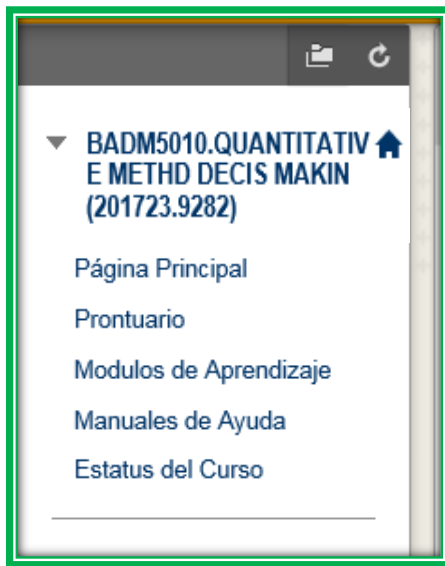 BADM5010.QUANTITATIV
E METHD DECIS MAKIN
(201723.9282)
Página Principal
Prontuario
Modulos de Aprendizaje
Manuales de Ayuda
Estatus del Curso